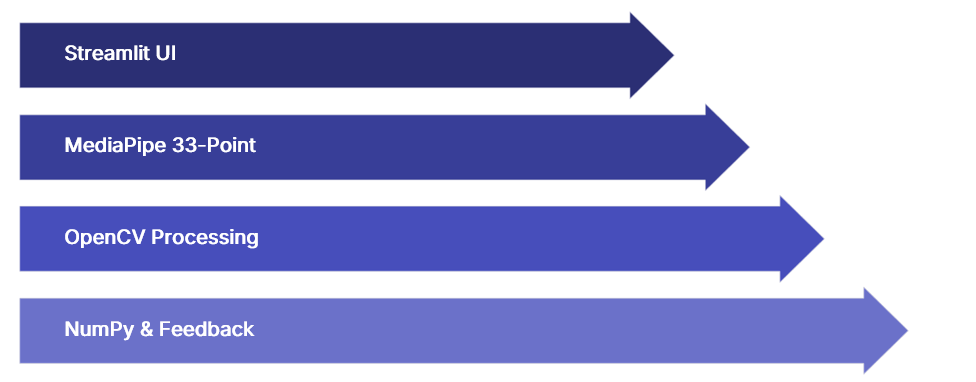 Streamlit UI
MediaPipe 33-Point
OpenCV Processing
NumPy & Feedback